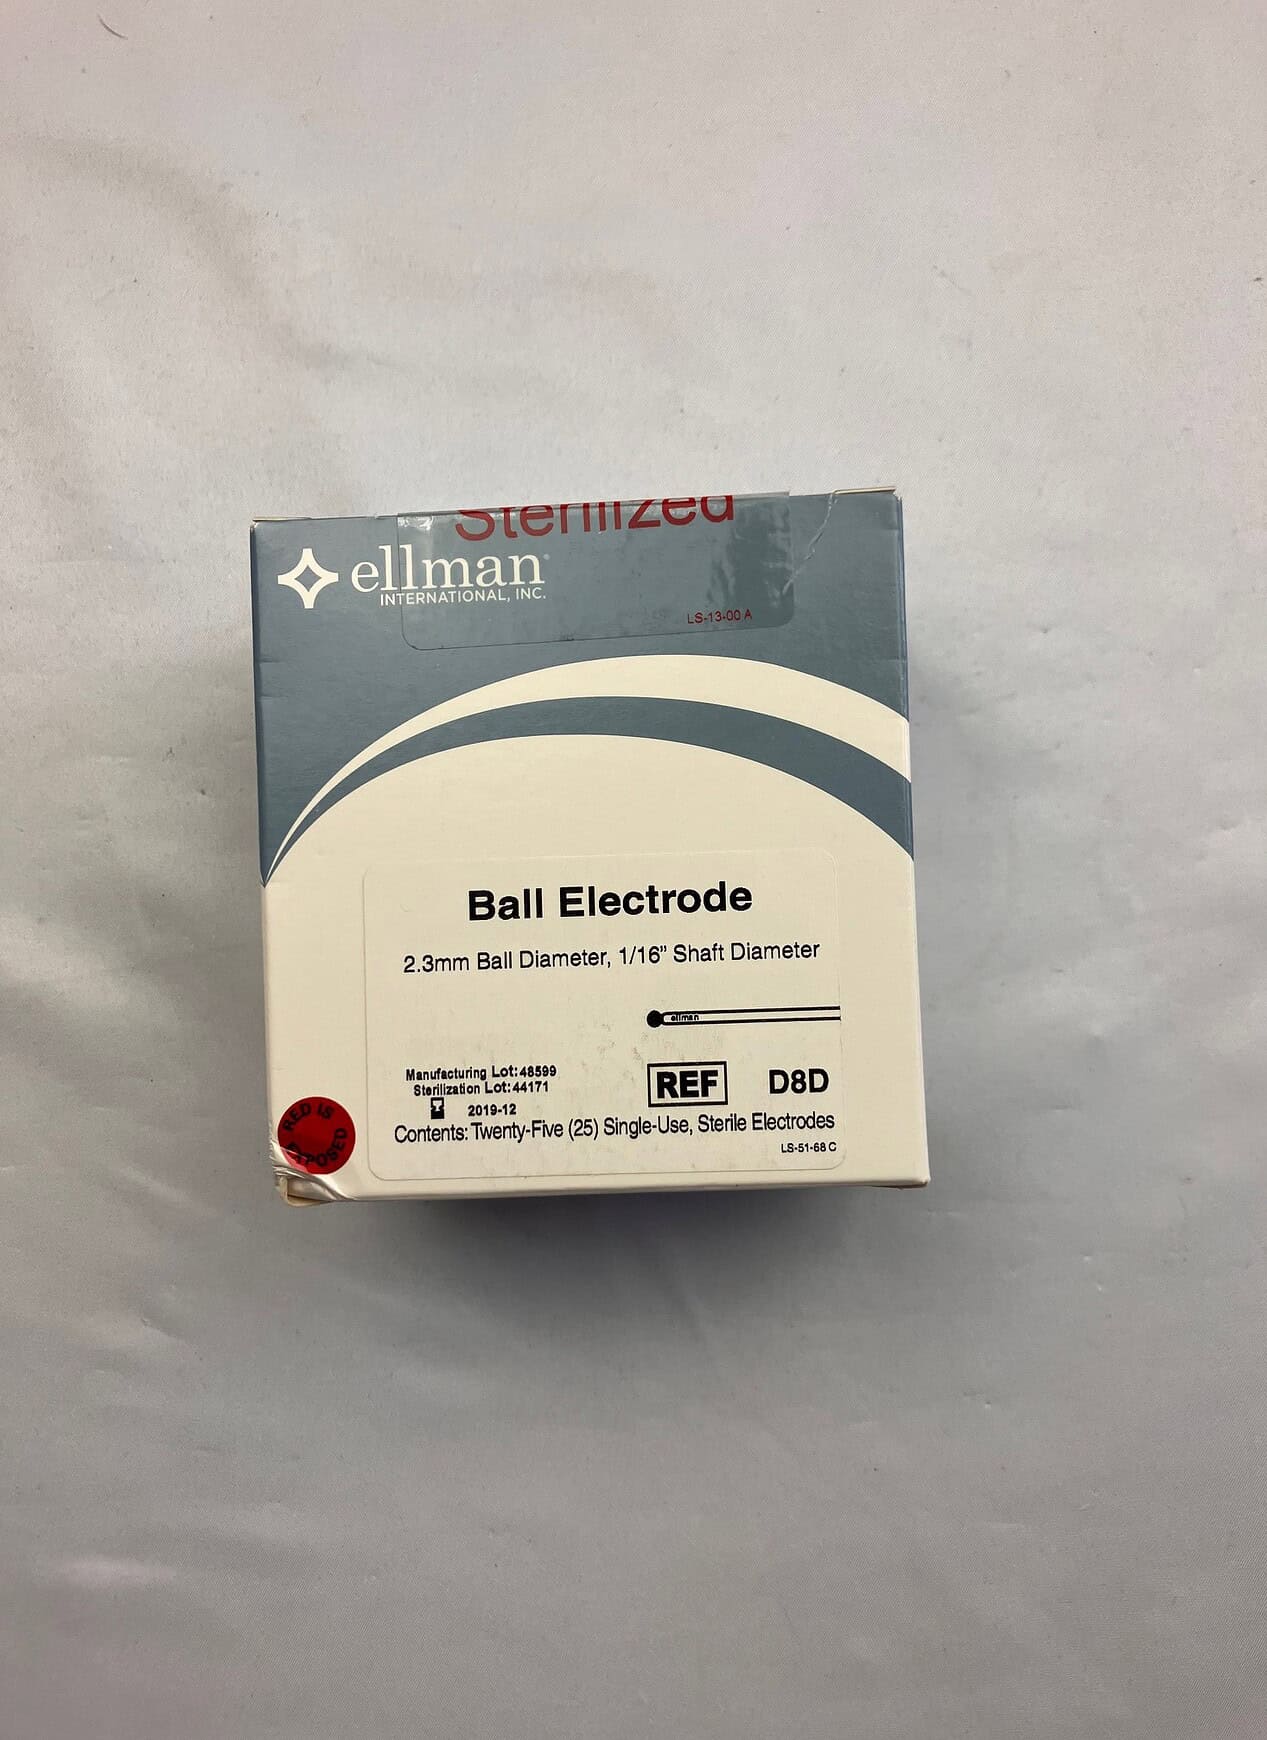 Sterilized
ellman
INTERNATIONAL, INC.
LS-13-00 A
Ball Electrode
2.3mm Ball Diameter, 1/16” Shaft Diameter
ellman
Manufacturing Lot:48599
Sterilization Lot:44171
2019-12
REF D8D
Contents: Twenty-Five (25) Single-Use, Sterile Electrodes
LS-51-68 C
RED IS
EXPOSED